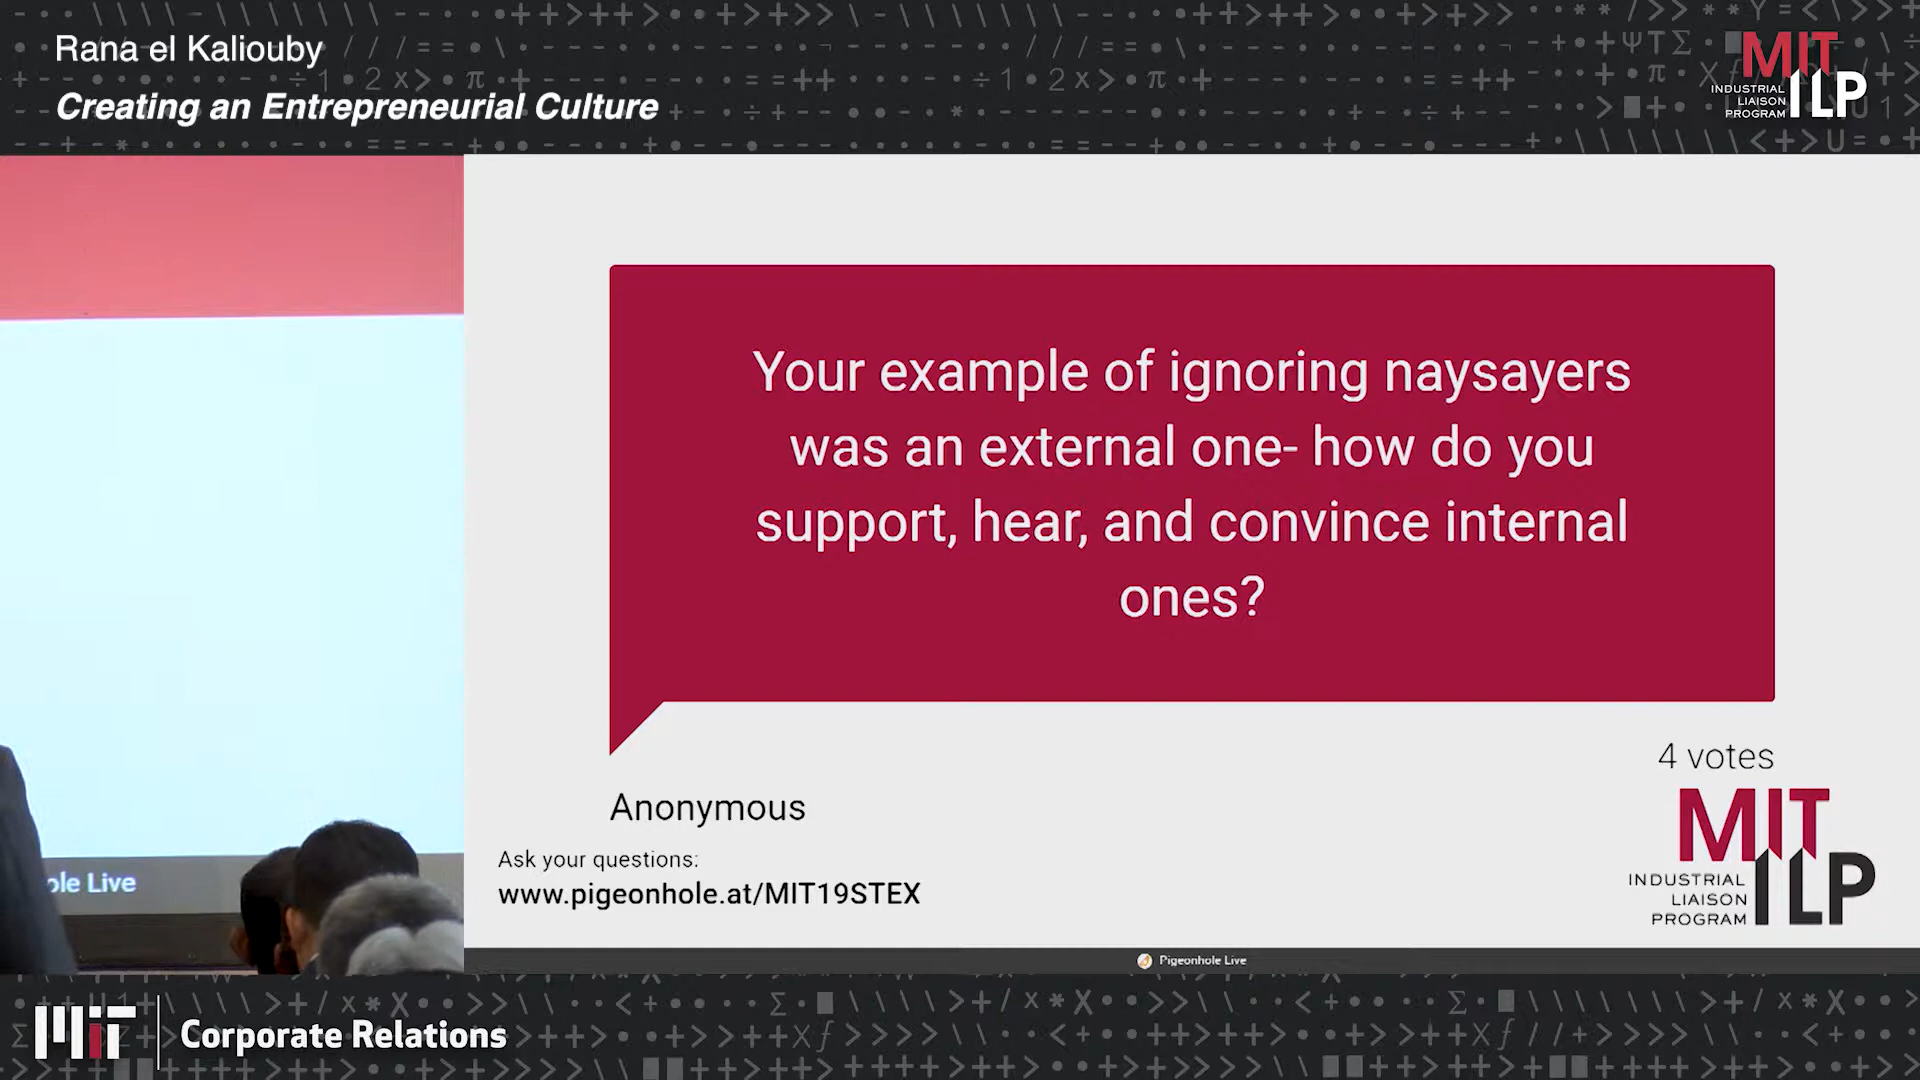 Rana el Kaliouby
Creating an Entrepreneurial Culture
MIT
INDUSTRIAL
LIAISON
PROGRAM
ILP
Your example of ignoring naysayers
was an external one- how do you
support, hear, and convince internal
ones?
4 votes
Anonymous
Ask your questions:
www.pigeonhole.at/MIT19STEX
MIT
INDUSTRIAL
LIAISON
PROGRAM
ILP
ole Live
Pigeonhole Live
MIT
Corporate Relations